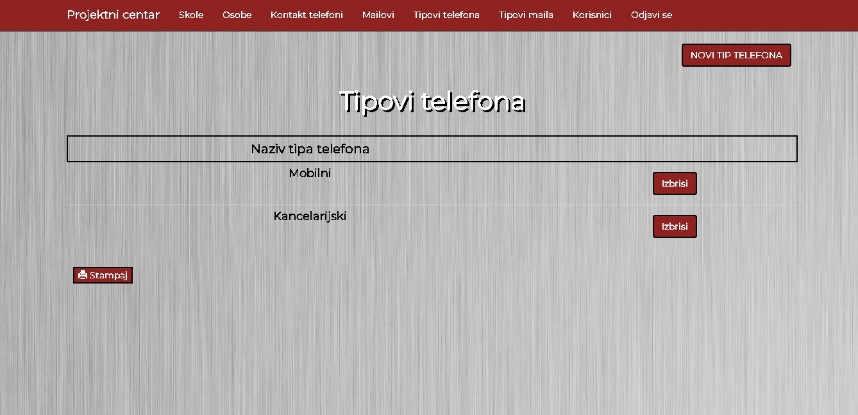 Projektni centar Skole Osobe Kontakt telefoni Mailovi Tipovi telefona Tipovi maila Korisnici Odjavi se
NOVI TIP TELEFONA
Tipovi telefona
Naziv tipa telefona
Mobilni
Izbrisi
Kancelarijski
Izbrisi
Stampaj